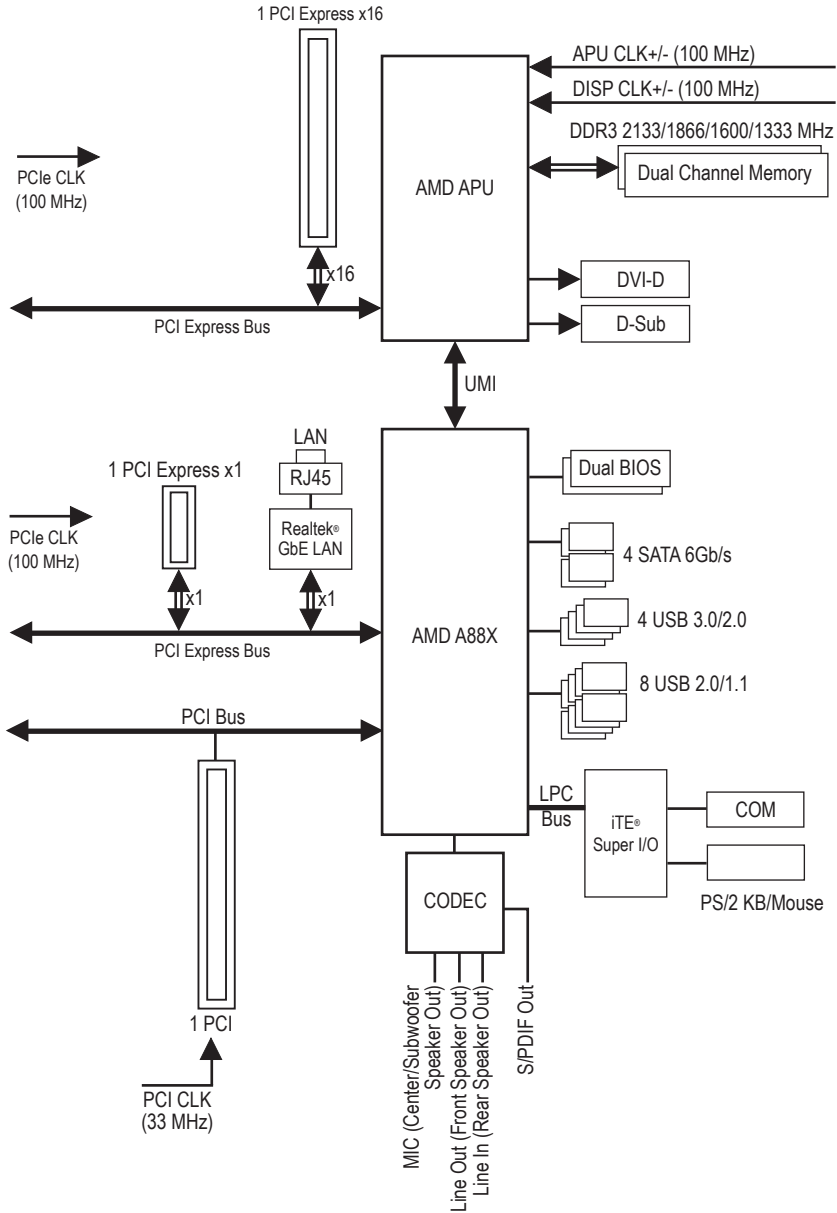 1 PCI Express x16
APU CLK+/- (100 MHz)
DISP CLK+/- (100 MHz)
DDR3 2133/1866/1600/1333 MHz
Dual Channel Memory
AMD APU
PCIe CLK
(100 MHz)
x16
PCI Express Bus
DVI-D
D-Sub
UMI
LAN
RJ45
1 PCI Express x1
Realtek®
GbE LAN
PCIe CLK
(100 MHz)
x1
x1
PCI Express Bus
AMD A88X
Dual BIOS
4 SATA 6Gb/s
4 USB 3.0/2.0
8 USB 2.0/1.1
PCI Bus
LPC
Bus
iTE®
Super I/O
COM
PS/2 KB/Mouse
CODEC
1 PCI
PCI CLK
(33 MHz)
MIC (Center/Subwoofer
Speaker Out)
Line Out (Front Speaker Out)
Line In (Rear Speaker Out)
S/PDIF Out